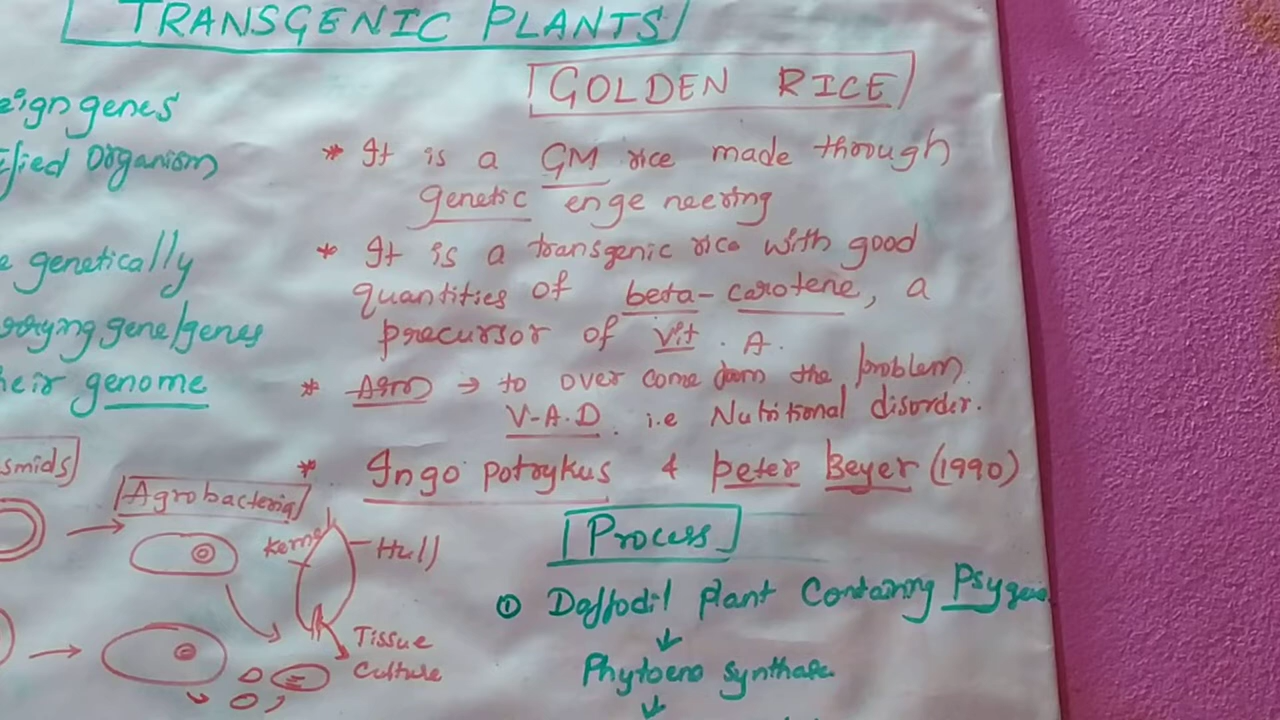 TRANSGENIC PLANTS
eign genes
ified Organism
e genetically
rrying gene/genes
heir genome
GOLDEN RICE
* It is a GM rice made through
genetic enge neering
* It is a transgenic rice with good
quantities of beta-carotene, a
precursor of Vit. A.
* Aim → to over come from the problem
V-A.D. i.e Nutritional disorder.
* Ingo potrykus & peter Beyer (1990)
smids
Agrobacteria
Kernel
Hull
Tissue
Culture
Process
① Daffodil plant Containing Psy gene
↓
Phytoene synthase
↓